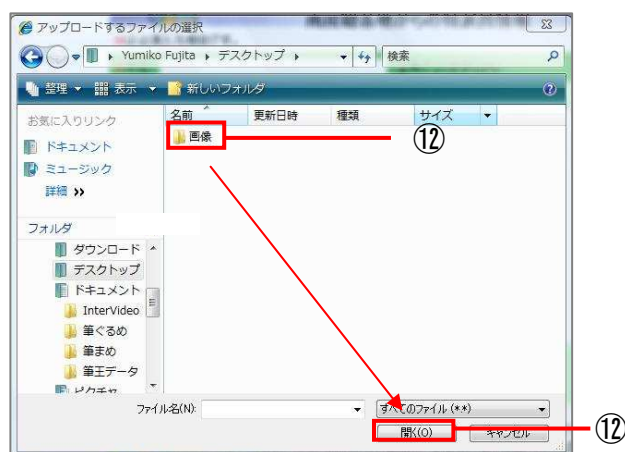 アップロードするファイルの選択
Yumiko Fujita ▸ デスクトップ ▸
検索
整理 表示 新しいフォルダ
名前 更新日時 種類 サイズ
お気に入りリンク
画像
⑫
ドキュメント
ミュージック
詳細 >>
フォルダ
ダウンロード
デスクトップ
ドキュメント
InterVideo
筆ぐるめ
筆まめ
筆王データ
ピクチャ
ファイル名(N):
すべてのファイル (*.*)
開く(O) キャンセル
⑫